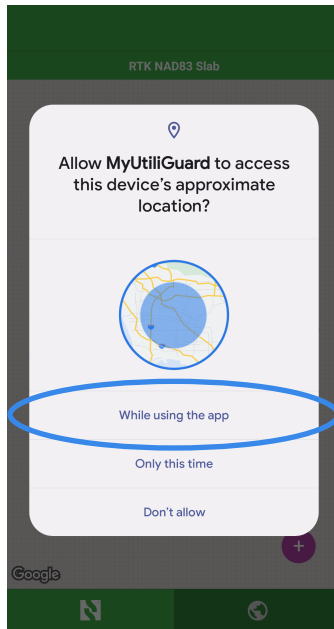 RTK NAD83 Slab
Allow MyUtiliGuard to access
this device's approximate
location?
While using the app
Only this time
Don't allow
+
Google